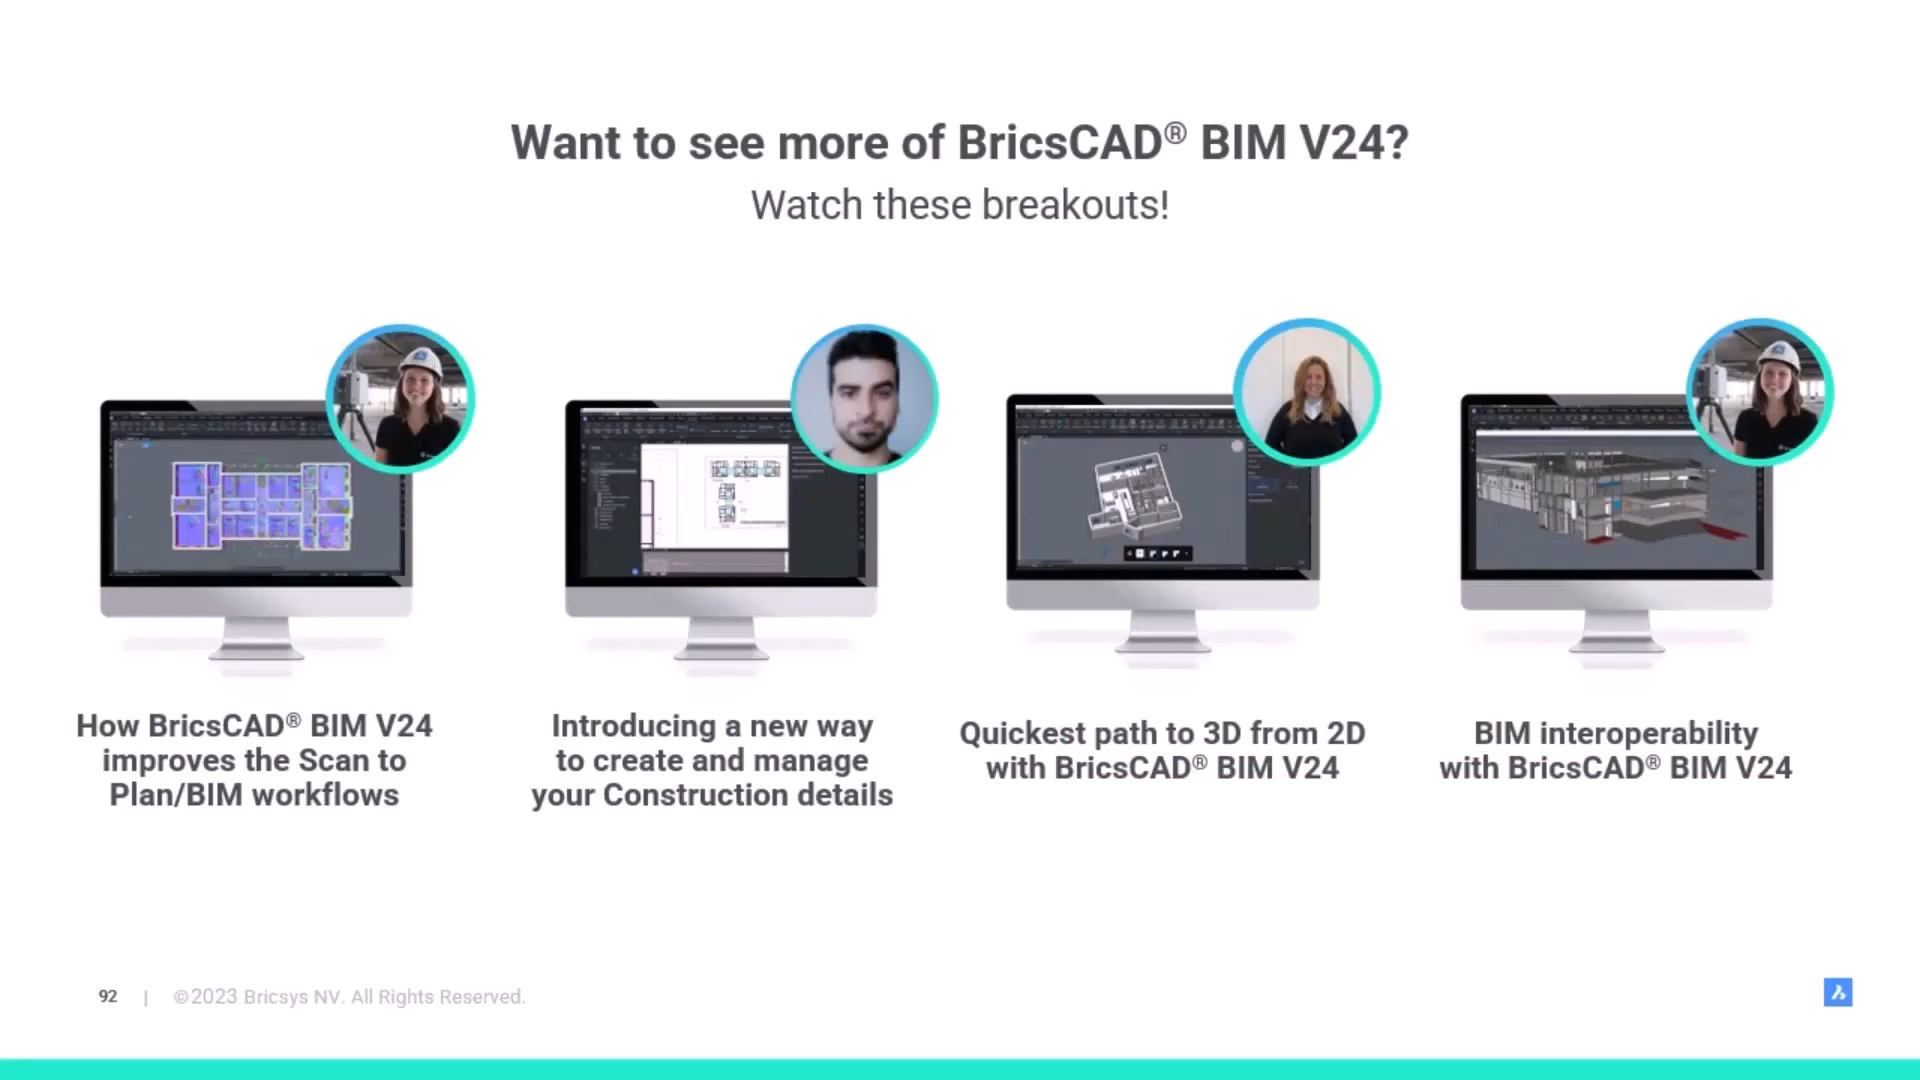 Want to see more of BricsCAD® BIM V24?
Watch these breakouts!
How BricsCAD® BIM V24
improves the Scan to
Plan/BIM workflows
Introducing a new way
to create and manage
your Construction details
Quickest path to 3D from 2D
with BricsCAD® BIM V24
BIM interoperability
with BricsCAD® BIM V24
92 | ©2023 Bricsys NV. All Rights Reserved.